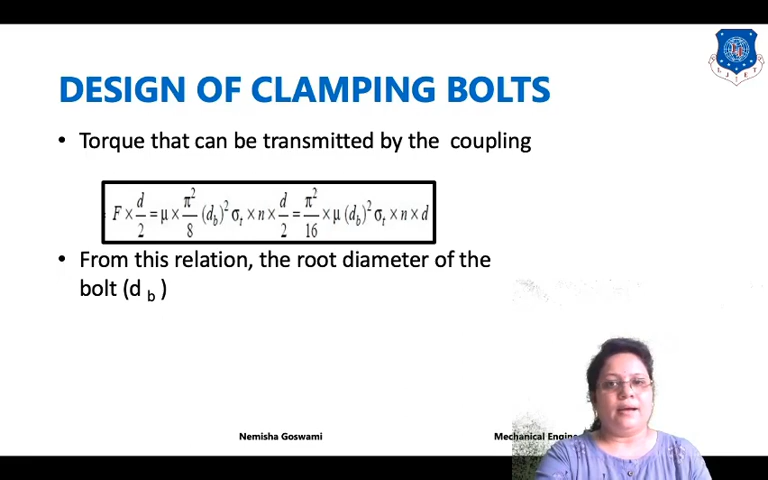 DESIGN OF CLAMPING BOLTS
• Torque that can be transmitted by the coupling
F × d/2 = μ × π²/8 (d_b)² σ_t × n × d/2 = π²/16 × μ (d_b)² σ_t × n × d
• From this relation, the root diameter of the
bolt (d b )
Nemisha Goswami
Mechanical Engine